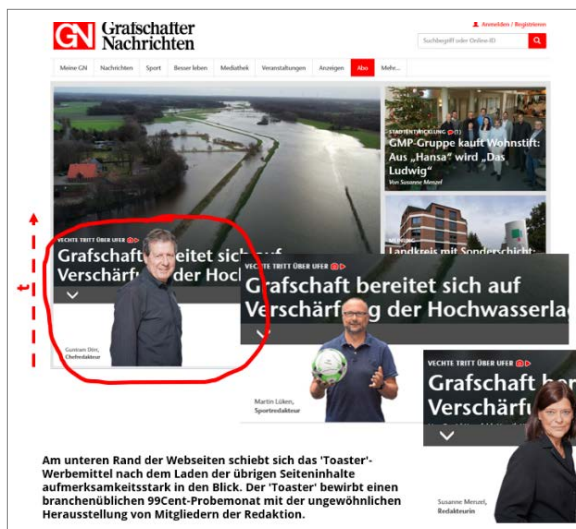 GN Grafschafter
Nachrichten
Anmelden / Registrieren
Suchbegriff oder Online-ID
Meine GN Nachrichten Sport Besser leben Mediathek Veranstaltungen Anzeigen Abo Mehr...
STADTENTWICKLUNG
GMP-Gruppe kauft Wohnstift:
Aus „Hansa“ wird „Das
Ludwig“
Von Susanne Menzel
Landkreis mit Sonderschicht:
VECHTE TRITT ÜBER UFER
Grafschaft bereitet sich auf
Verschärf der Hoch
Guntram Dörr,
Chefredakteur
t
VECHTE TRITT ÜBER UFER
Grafschaft bereitet sich auf
Verschärf g der Hochwasserla
Martin Lüken,
Sportredakteur
VECHTE TRITT ÜBER UFER
Grafschaft ber
Verschärfu
Susanne Menzel,
Redakteurin
Am unteren Rand der Webseiten schiebt sich das 'Toaster'-
Werbemittel nach dem Laden der übrigen Seiteninhalte
aufmerksamkeitsstark in den Blick. Der 'Toaster' bewirbt einen
branchenüblichen 99Cent-Probemonat mit der ungewöhnlichen
Herausstellung von Mitgliedern der Redaktion.